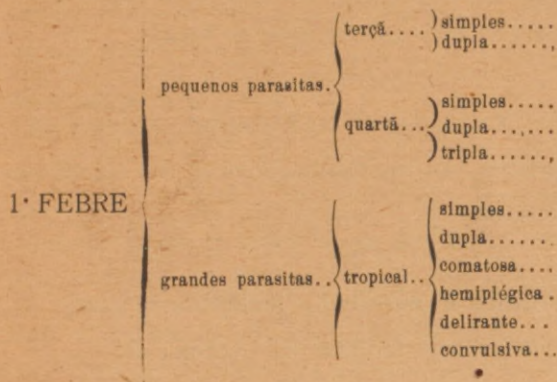 terçã.... ) simples.....
) dupla......,
pequenos parasitas.
simples.....
quartã... ) dupla...,...
tripla......,
1· FEBRE
simples.....
dupla.......
grandes parasitas.. tropical.. comatosa....
hemiplégica .
delirante...
convulsiva...